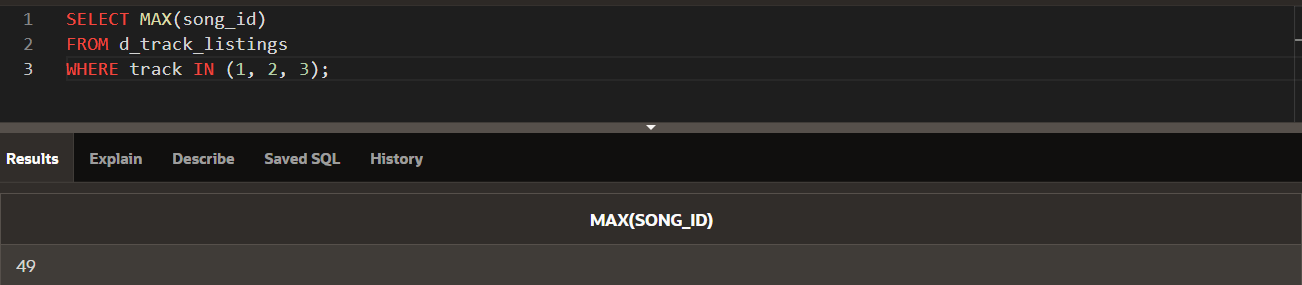 1 SELECT MAX(song_id)
2 FROM d_track_listings
3 WHERE track IN (1, 2, 3);
Results Explain Describe Saved SQL History
MAX(SONG_ID)
49